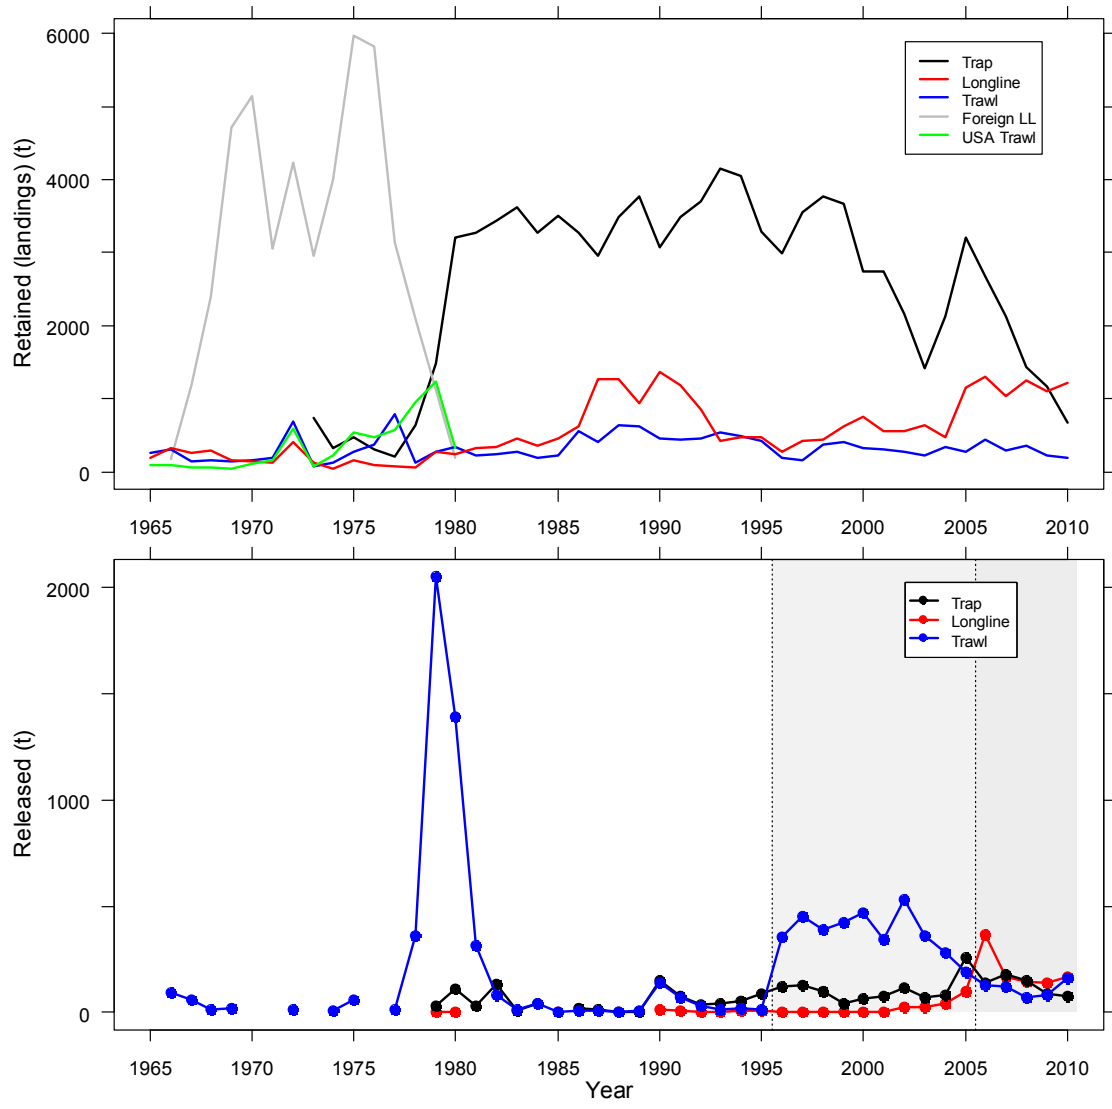 Retained (landings) (t)
6000
4000
2000
0
Trap
Longline
Trawl
Foreign LL
USA Trawl
1965 1970 1975 1980 1985 1990 1995 2000 2005 2010
Released (t)
2000
1000
0
Trap
Longline
Trawl
1965 1970 1975 1980 1985 1990 1995 2000 2005 2010
Year